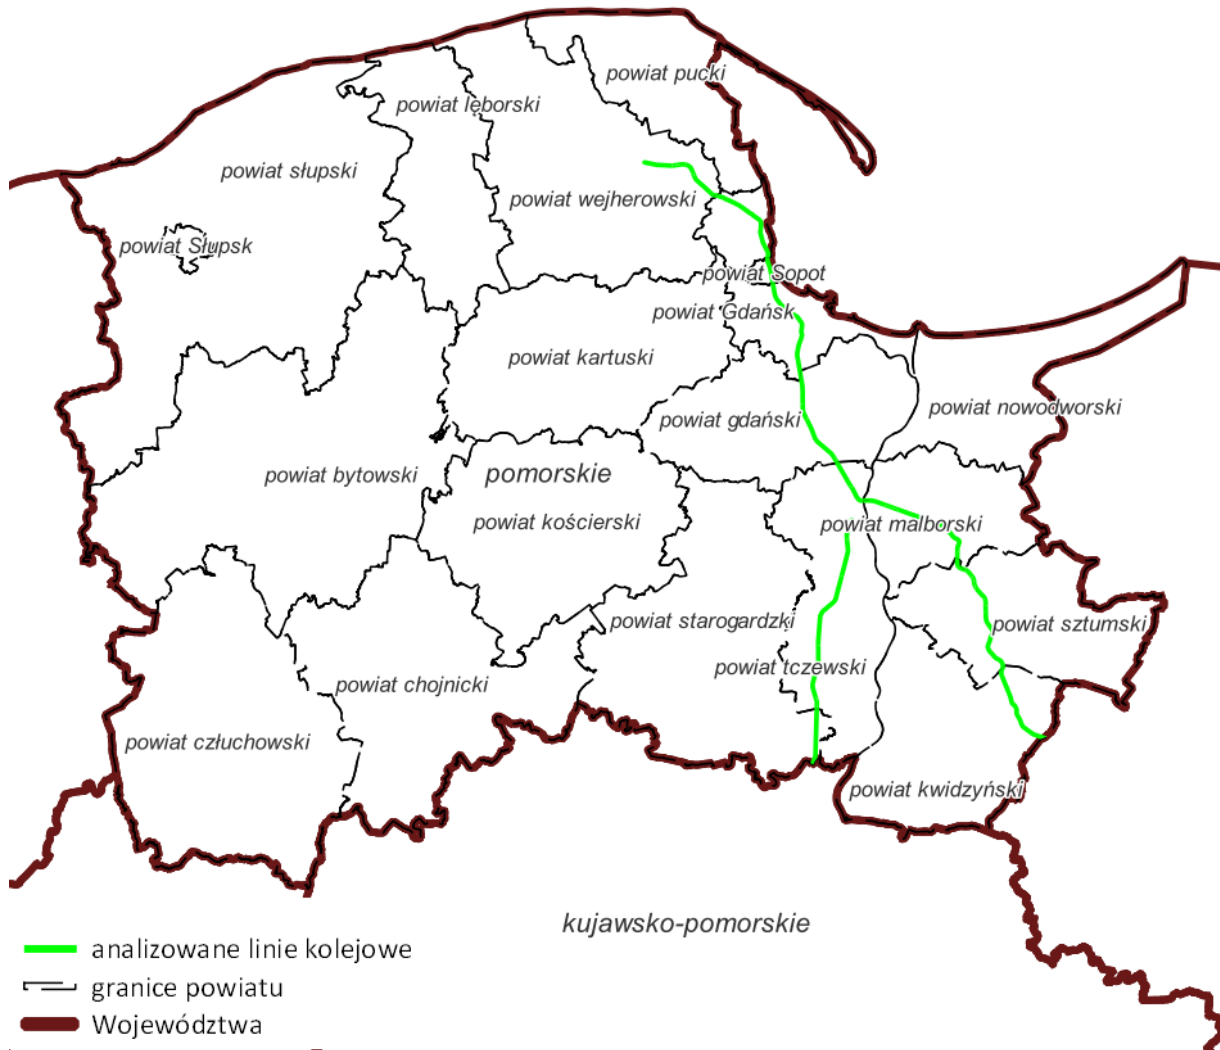 powiat pucki
powiat lęborski
powiat słupski
powiat wejherowski
powiat Słupsk
powiat Sopot
powiat Gdańsk
powiat kartuski
powiat nowodworski
powiat gdański
powiat bytowski
pomorskie
powiat kościerski
powiat malborski
powiat starogardzki
powiat sztumski
powiat tczewski
powiat chojnicki
powiat człuchowski
powiat kwidzyński
kujawsko-pomorskie
analizowane linie kolejowe
granice powiatu
Województwa